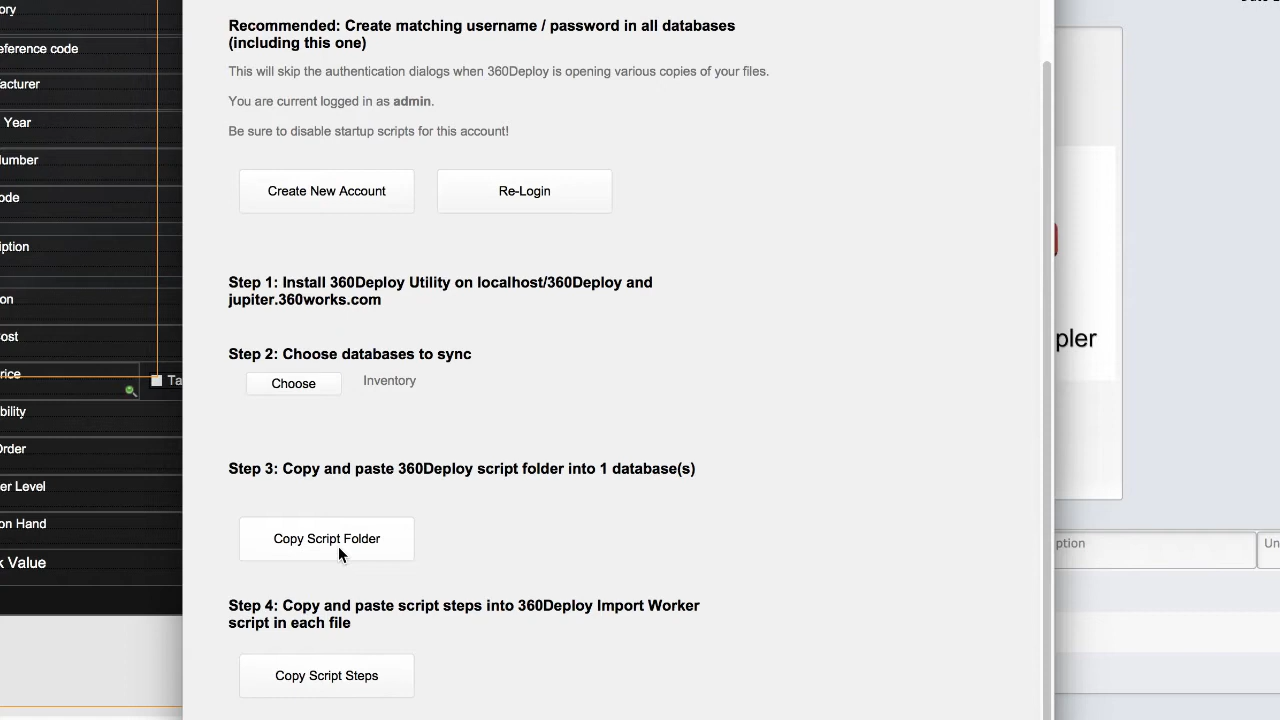 Recommended: Create matching username / password in all databases
(including this one)
This will skip the authentication dialogs when 360Deploy is opening various copies of your files.
You are current logged in as admin.
Be sure to disable startup scripts for this account!
Create New Account
Re-Login
Step 1: Install 360Deploy Utility on localhost/360Deploy and
jupiter.360works.com
Step 2: Choose databases to sync
Choose
Inventory
Step 3: Copy and paste 360Deploy script folder into 1 database(s)
Copy Script Folder
Step 4: Copy and paste script steps into 360Deploy Import Worker
script in each file
Copy Script Steps
ory
eference code
facturer
Year
umber
ode
iption
on
ost
rice
Ta
bility
Order
er Level
on Hand
k Value
pler
ption
Un